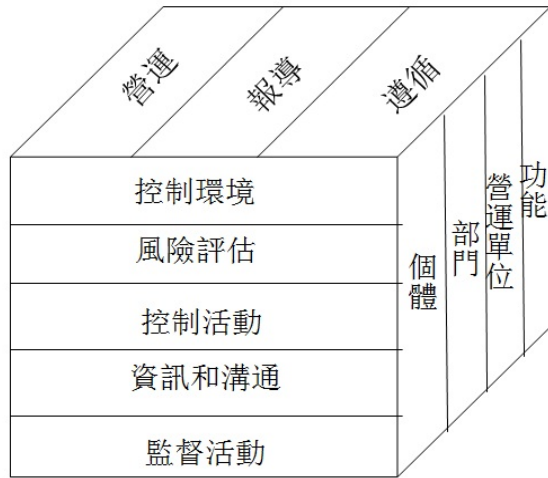 營運
報導
遵循
控制環境
風險評估
控制活動
資訊和溝通
監督活動
個體
部門
營運單位
功能